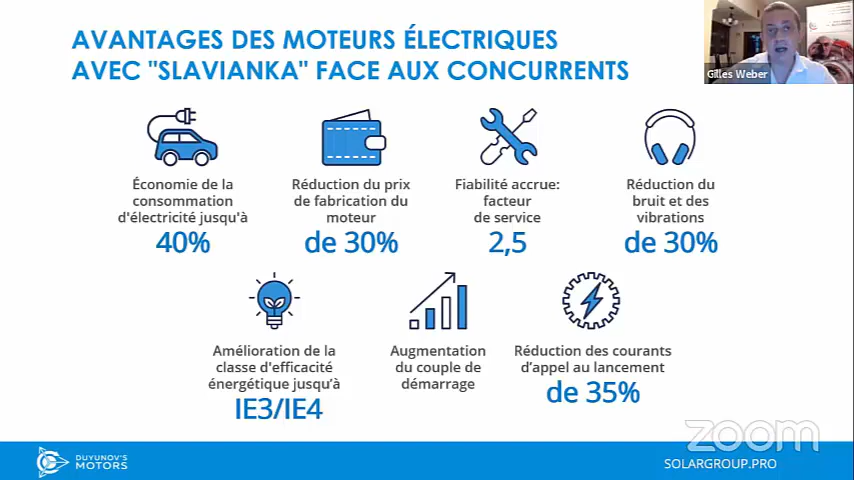 AVANTAGES DES MOTEURS ÉLECTRIQUES
AVEC "SLAVIANKA" FACE AUX CONCURRENTS
Gilles Weber
Économie de la
consommation
d'électricité jusqu'à
40%
Réduction du prix
de fabrication du
moteur
de 30%
Fiabilité accrue:
facteur
de service
2,5
Réduction du
bruit et des
vibrations
de 30%
Amélioration de la
classe d'efficacité
énergétique jusqu'à
IE3/IE4
Augmentation
du couple de
démarrage
Réduction des courants
d'appel au lancement
de 35%
zoom
DUYUNOV'S
MOTORS
SOLARGROUP.PRO